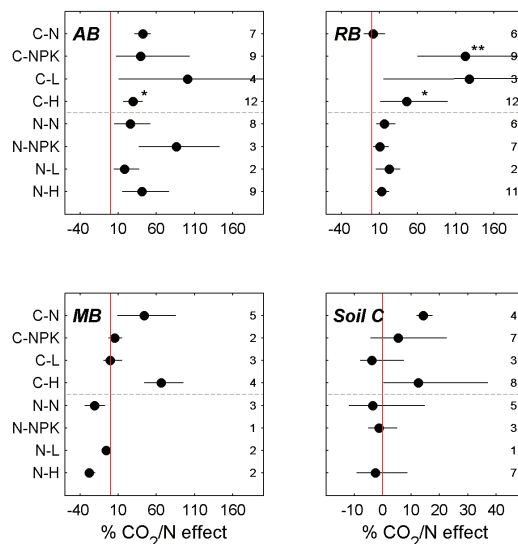 AB
C-N 7
C-NPK 9
C-L 4
C-H * 12
N-N 8
N-NPK 3
N-L 2
N-H 9
-40 10 60 110 160
RB
6
** 9
3
* 12
6
7
2
11
-40 10 60 110 160
MB
C-N 5
C-NPK 2
C-L 3
C-H 4
N-N 3
N-NPK 1
N-L 2
N-H 2
-40 10 60 110 160
% CO2/N effect
Soil C
4
7
3
8
5
3
1
7
-20 -10 0 10 20 30 40
% CO2/N effect